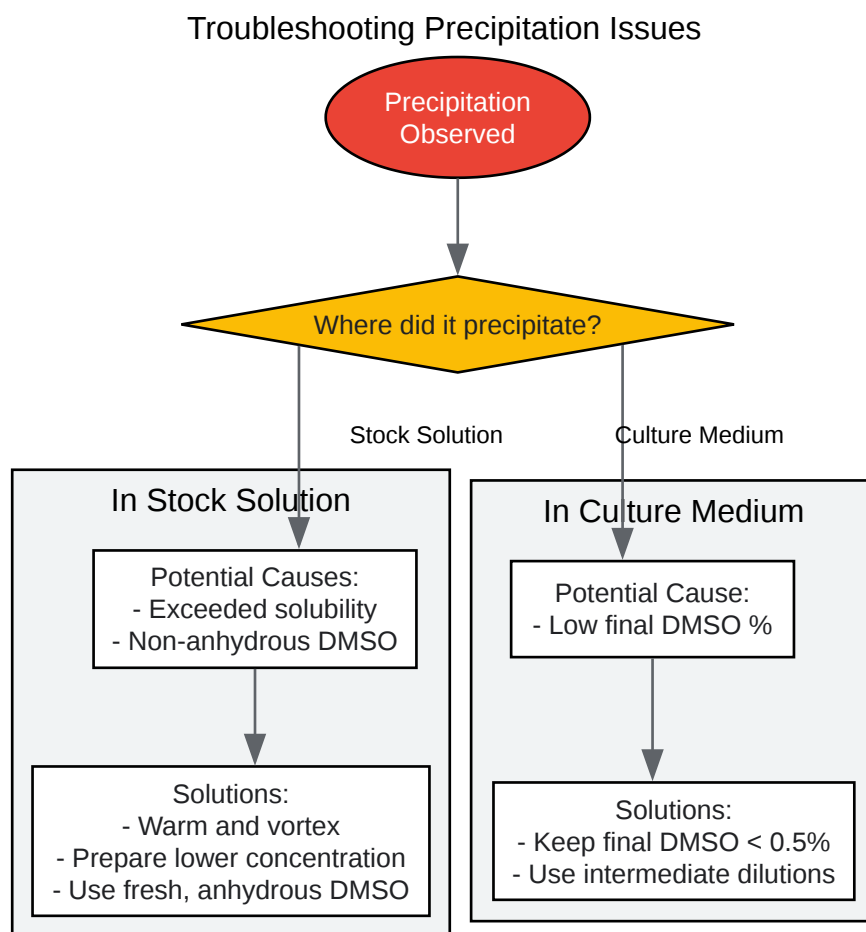 Troubleshooting Precipitation Issues
Precipitation
Observed
Where did it precipitate?
Stock Solution
Culture Medium
In Stock Solution
Potential Causes:
- Exceeded solubility
- Non-anhydrous DMSO
Solutions:
- Warm and vortex
- Prepare lower concentration
- Use fresh, anhydrous DMSO
In Culture Medium
Potential Cause:
- Low final DMSO %
Solutions:
- Keep final DMSO < 0.5%
- Use intermediate dilutions